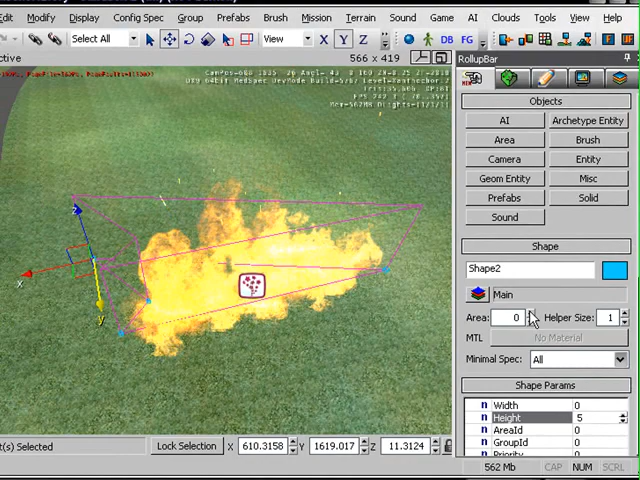 Modify Display Config Spec Group Prefabs Brush Mission Terrain Sound Game AI Clouds Tools View Help
Select All View X Y Z DB FG
566 x 419
RollupBar
Objects
AI Archetype Entity
Area Brush
Camera Entity
Geom Entity Misc
Prefabs Solid
Sound
Shape
Shape2
Main
Area: 0 Helper Size: 1
MTL No Material
Minimal Spec: All
Shape Params
n Width 0
n Height 5
n AreaId 0
n GroupId 0
n Priority 0
z
x
y
t(s) Selected Lock Selection X 610.3158 Y 1619.017 Z 11.3124
562 Mb CAP NUM SCRL